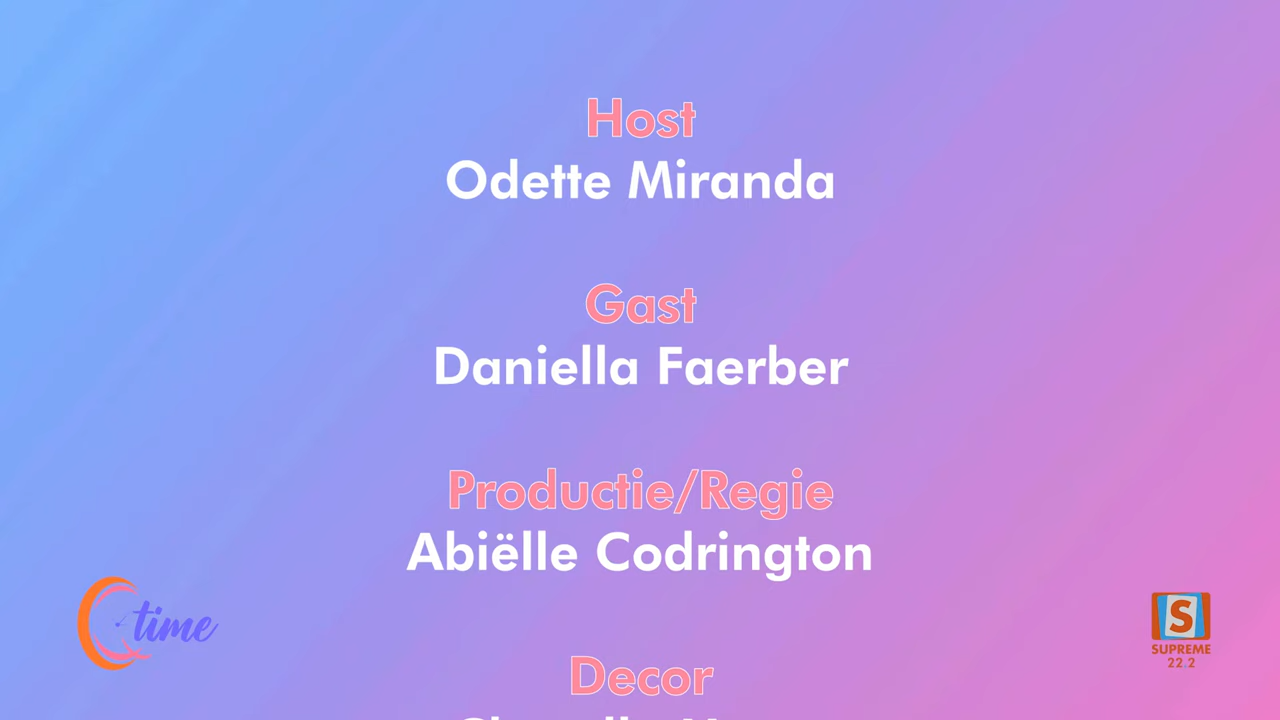 Host
Odette Miranda
Gast
Daniella Faerber
Productie/Regie
Abiëlle Codrington
Decor
time
S
SUPREME
22.2